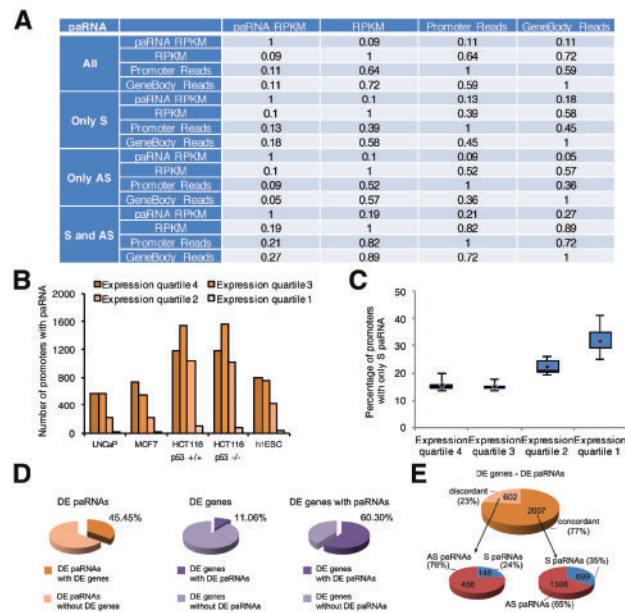 A
paRNA paRNA RPKM RPKM Promoter Reads GeneBody Reads
All
paRNA RPKM 1 0.09 0.11 0.11
RPKM 0.09 1 0.64 0.72
Promoter Reads 0.11 0.64 1 0.59
GeneBody Reads 0.11 0.72 0.59 1
Only S
paRNA RPKM 1 0.1 0.13 0.18
RPKM 0.1 1 0.39 0.58
Promoter Reads 0.13 0.39 1 0.45
GeneBody Reads 0.18 0.58 0.45 1
Only AS
paRNA RPKM 1 0.1 0.09 0.05
RPKM 0.1 1 0.52 0.57
Promoter Reads 0.09 0.52 1 0.36
GeneBody Reads 0.05 0.57 0.36 1
S and AS
paRNA RPKM 1 0.19 0.21 0.27
RPKM 0.19 1 0.82 0.89
Promoter Reads 0.21 0.82 1 0.72
GeneBody Reads 0.27 0.89 0.72 1
B
Expression quartile 4 Expression quartile 3
Expression quartile 2 Expression quartile 1
Number of promoters with paRNA
2000
1600
1200
800
400
0
LNCaP MCF7 HCT116 p53 +/+ HCT116 p53 -/- h1ESC
C
Percentage of promoters
with only S paRNA
50
40
30
20
10
0
Expression quartile 4
Expression quartile 3
Expression quartile 2
Expression quartile 1
D
DE paRNAs
45.45%
DE paRNAs
with DE genes
DE paRNAs
without DE genes
DE genes
11.06%
DE genes
with DE paRNAs
DE genes
without DE paRNAs
DE genes with paRNA
60.30%
DE genes
with DE paRNAs
DE genes
without DE paRNAs
E
DE genes - DE paRNAs
discordant
(23%)
602
2007
concordant
(77%)
AS paRNAs
(76%)
S paRNAs
(24%)
146
456
S paRNAs (35%)
699
1308
AS paRNAs (65%)